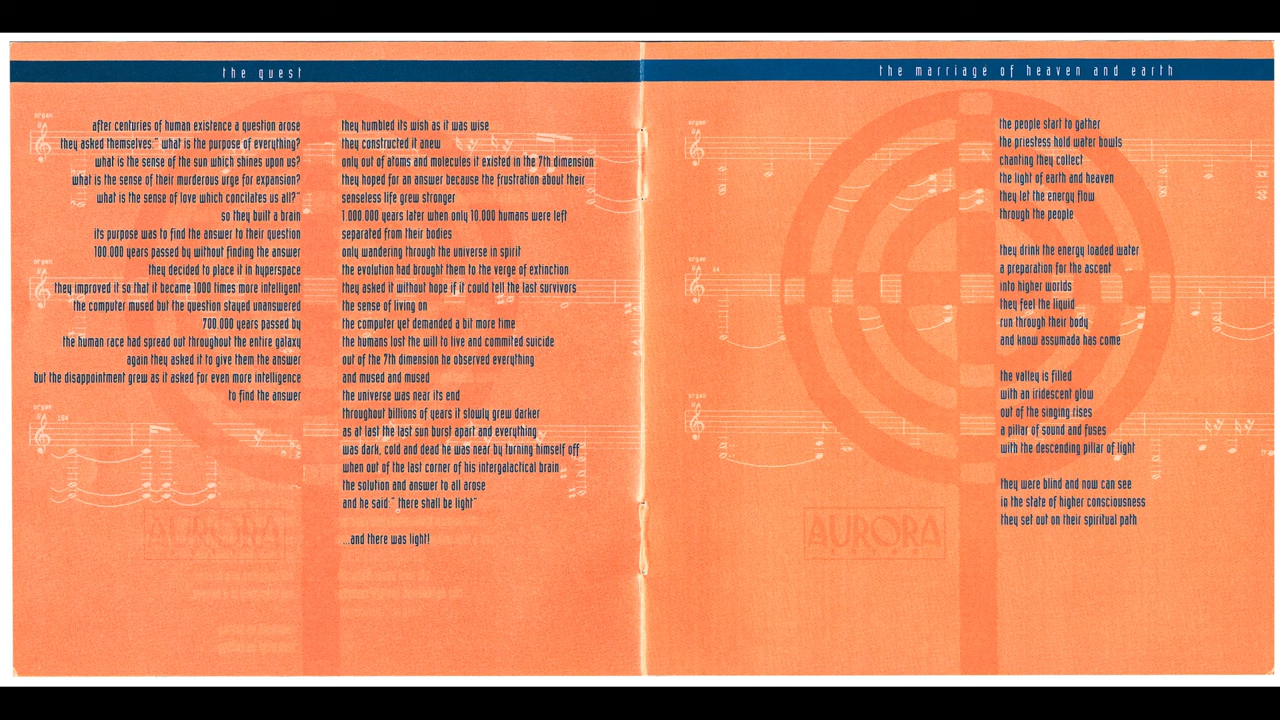 the quest
after centuries of human existence a question arose
they asked themselves:" what is the purpose of everything?
what is the sense of the sun which shines upon us?
what is the sense of their murderous urge for expansion?
what is the sense of love which concilates us all?"
so they built a brain
its purpose was to find the answer to their question
100.000 years passed by without finding the answer
they decided to place it in hyperspace
they improved it so that it became 1000 times more intelligent
the computer mused but the question stayed unanswered
700.000 years passed by
the human race had spread out throughout the entire galaxy
again they asked it to give them the answer
but the disappointment grew as it asked for even more intelligence
to find the answer
they humbled its wish as it was wise
they constructed it anew
only out of atoms and molecules it existed in the 7th dimension
they hoped for an answer because the frustration about their
senseless life grew stronger
1.000.000 years later when only 10.000 humans were left
separated from their bodies
only wandering through the universe in spirit
the evolution had brought them to the verge of extinction
they asked it without hope if it could tell the last survivors
the sense of living on
the computer yet demanded a bit more time
the humans lost the will to live and commited suicide
out of the 7th dimension he observed everything
and mused and mused
the universe was near its end
throughout billions of years it slowly grew darker
as at last the last sun burst apart and everything
was dark, cold and dead he was near by turning himself off
when out of the last corner of his intergalactical brain
the solution and answer to all arose
and he said:" there shall be light"
...and there was light!
organ
organ
organ
164
AURORA
the marriage of heaven and earth
the people start to gather
the priestess hold water bowls
chanting they collect
the light of earth and heaven
they let the energy flow
through the people
they drink the energy loaded water
a preparation for the ascent
into higher worlds
they feel the liquid
run through their body
and know assumada has come
the valley is filled
with an iridescent glow
out of the singing rises
a pillar of sound and fuses
with the descending pillar of light
they were blind and now can see
in the state of higher consciousness
they set out on their spiritual path
organ
organ
organ
AURORA